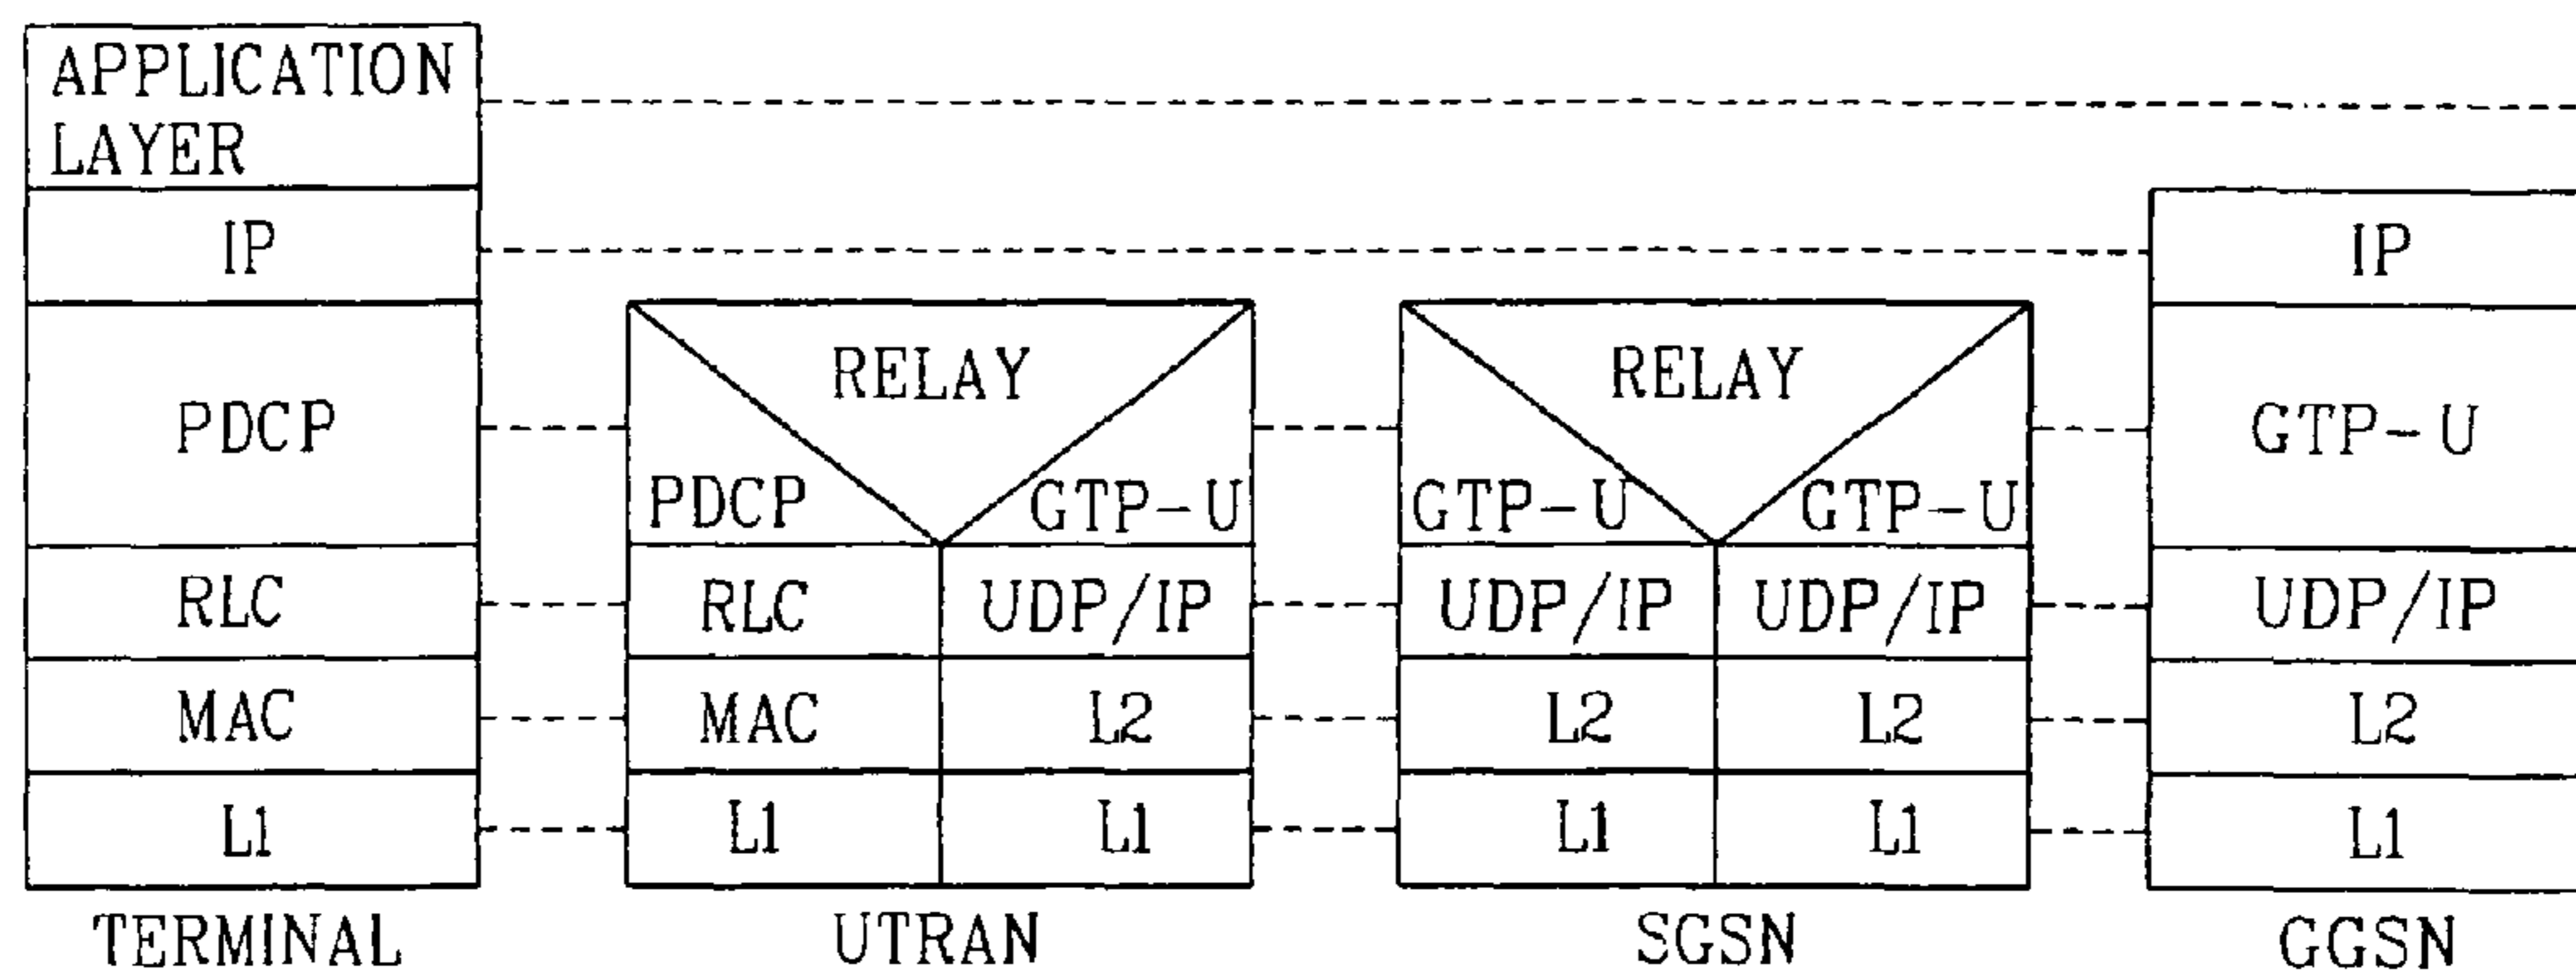 APPLICATION
LAYER
IP
IP
RELAY
RELAY
PDCP
GTP-U
PDCP
GTP-U
GTP-U
GTP-U
RLC
RLC
UDP/IP
UDP/IP
UDP/IP
UDP/IP
MAC
MAC
L2
L2
L2
L2
L1
L1
L1
L1
L1
L1
TERMINAL
UTRAN
SGSN
GGSN